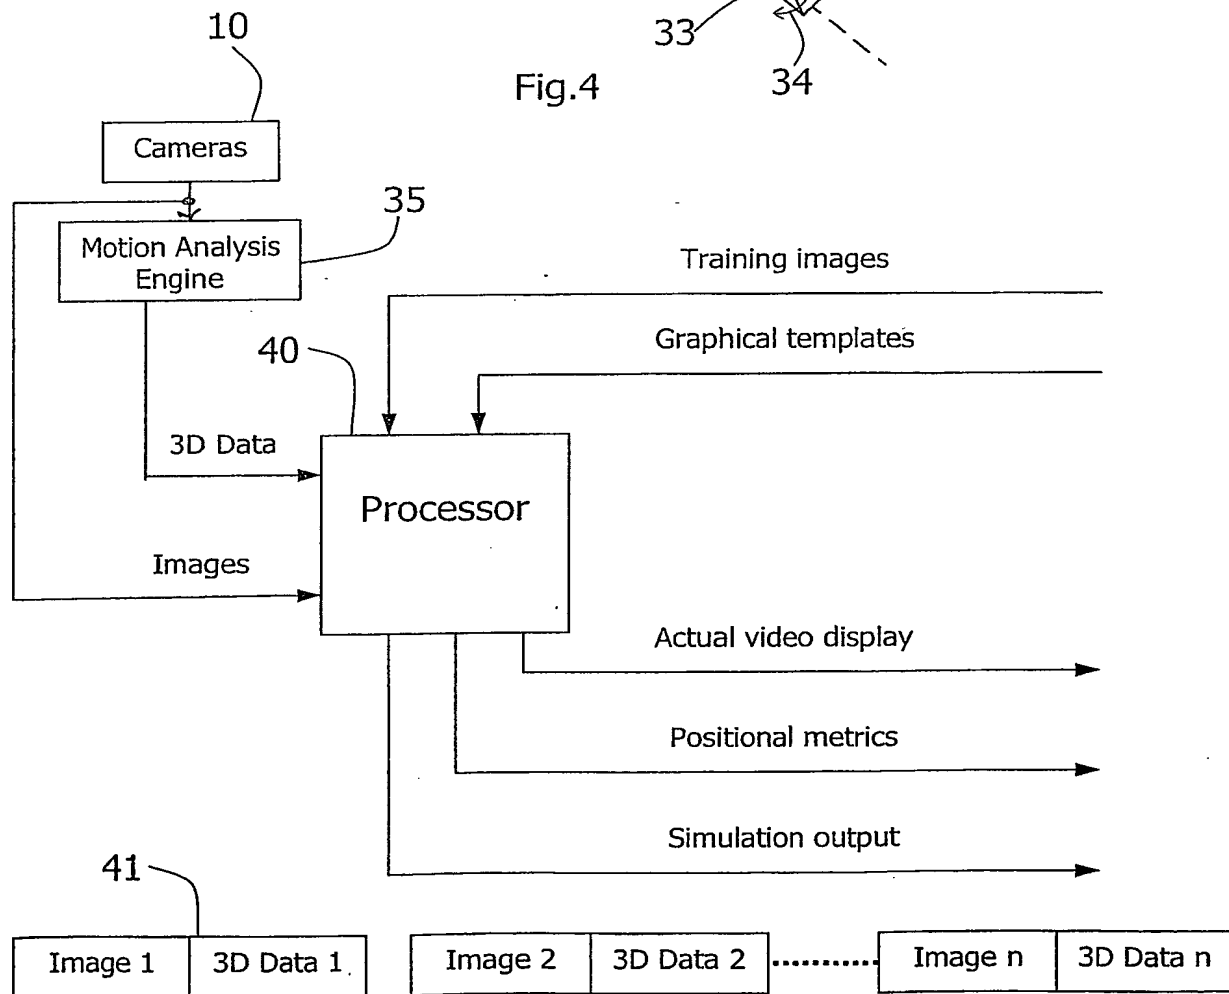 10
33
34
Fig.4
Cameras
35
Motion Analysis
Engine
Training images
Graphical templates
40
3D Data
Processor
Images
Actual video display
Positional metrics
Simulation output
41
Image 1
3D Data 1
Image 2
3D Data 2
Image n
3D Data n